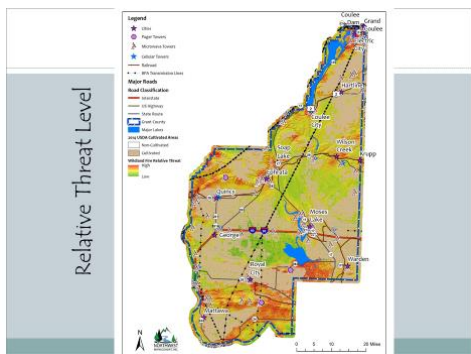 Relative Threat Level
Legend
Cities
Pager Towers
Microwave Towers
Cellular Towers
Railroad
BPA Transmission Lines
Major Roads
Road Classification
Interstate
US Highway
State Route
Grant County
Major Lakes
2014 USDA Cultivated Areas
Non-Cultivated
Cultivated
Wildland Fire Relative Threat
High
Low
Coulee
Dam
Grand
Coulee
Electric
City
Hartline
Coulee
City
Wilson
Creek
Krupp
Soap
Lake
Ephrata
Quincy
Moses
Lake
George
Warden
Royal
City
Mattawa
N
NORTHWEST
0 5 10 20 Miles